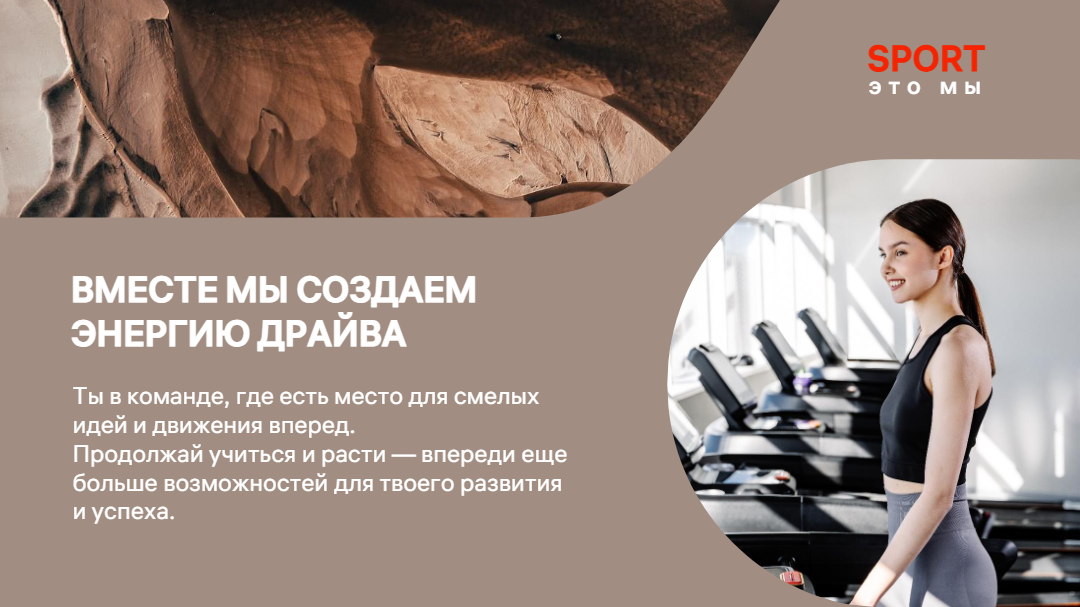 SPORT
ЭТО МЫ
ВМЕСТЕ МЫ СОЗДАЕМ
ЭНЕРГИЮ ДРАЙВА
Ты в команде, где есть место для смелых
идей и движения вперед.
Продолжай учиться и расти — впереди еще
больше возможностей для твоего развития
и успеха.